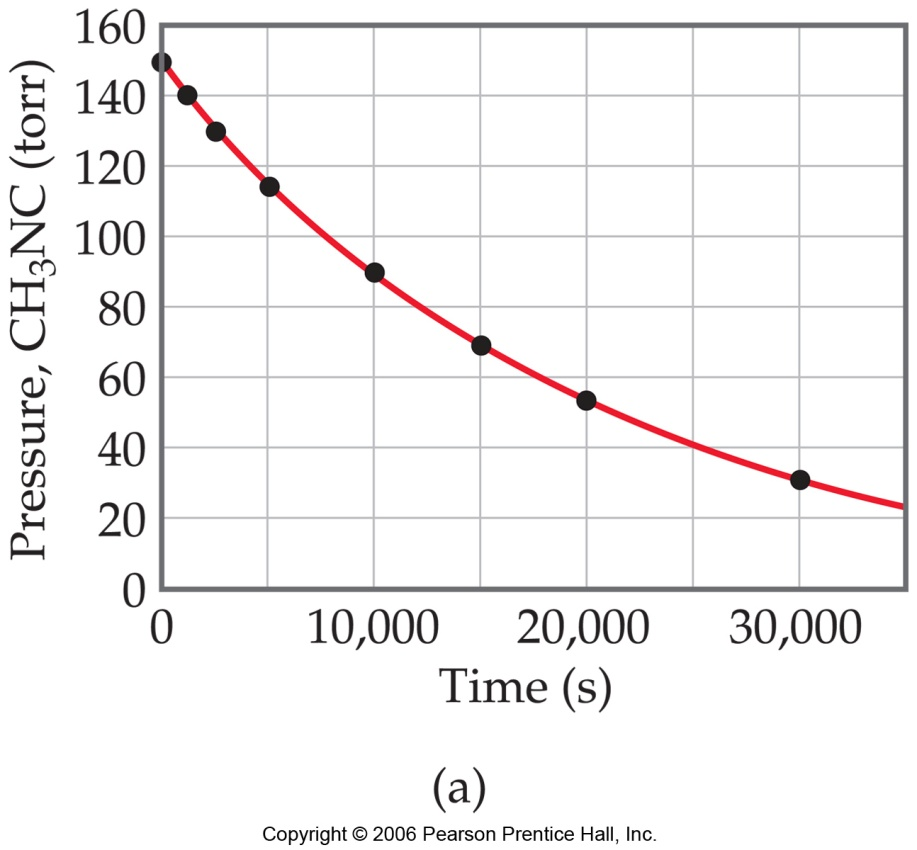 Pressure, CH₃NC (torr)
160
140
120
100
80
60
40
20
0
0 10,000 20,000 30,000
Time (s)
(a)
Copyright © 2006 Pearson Prentice Hall, Inc.